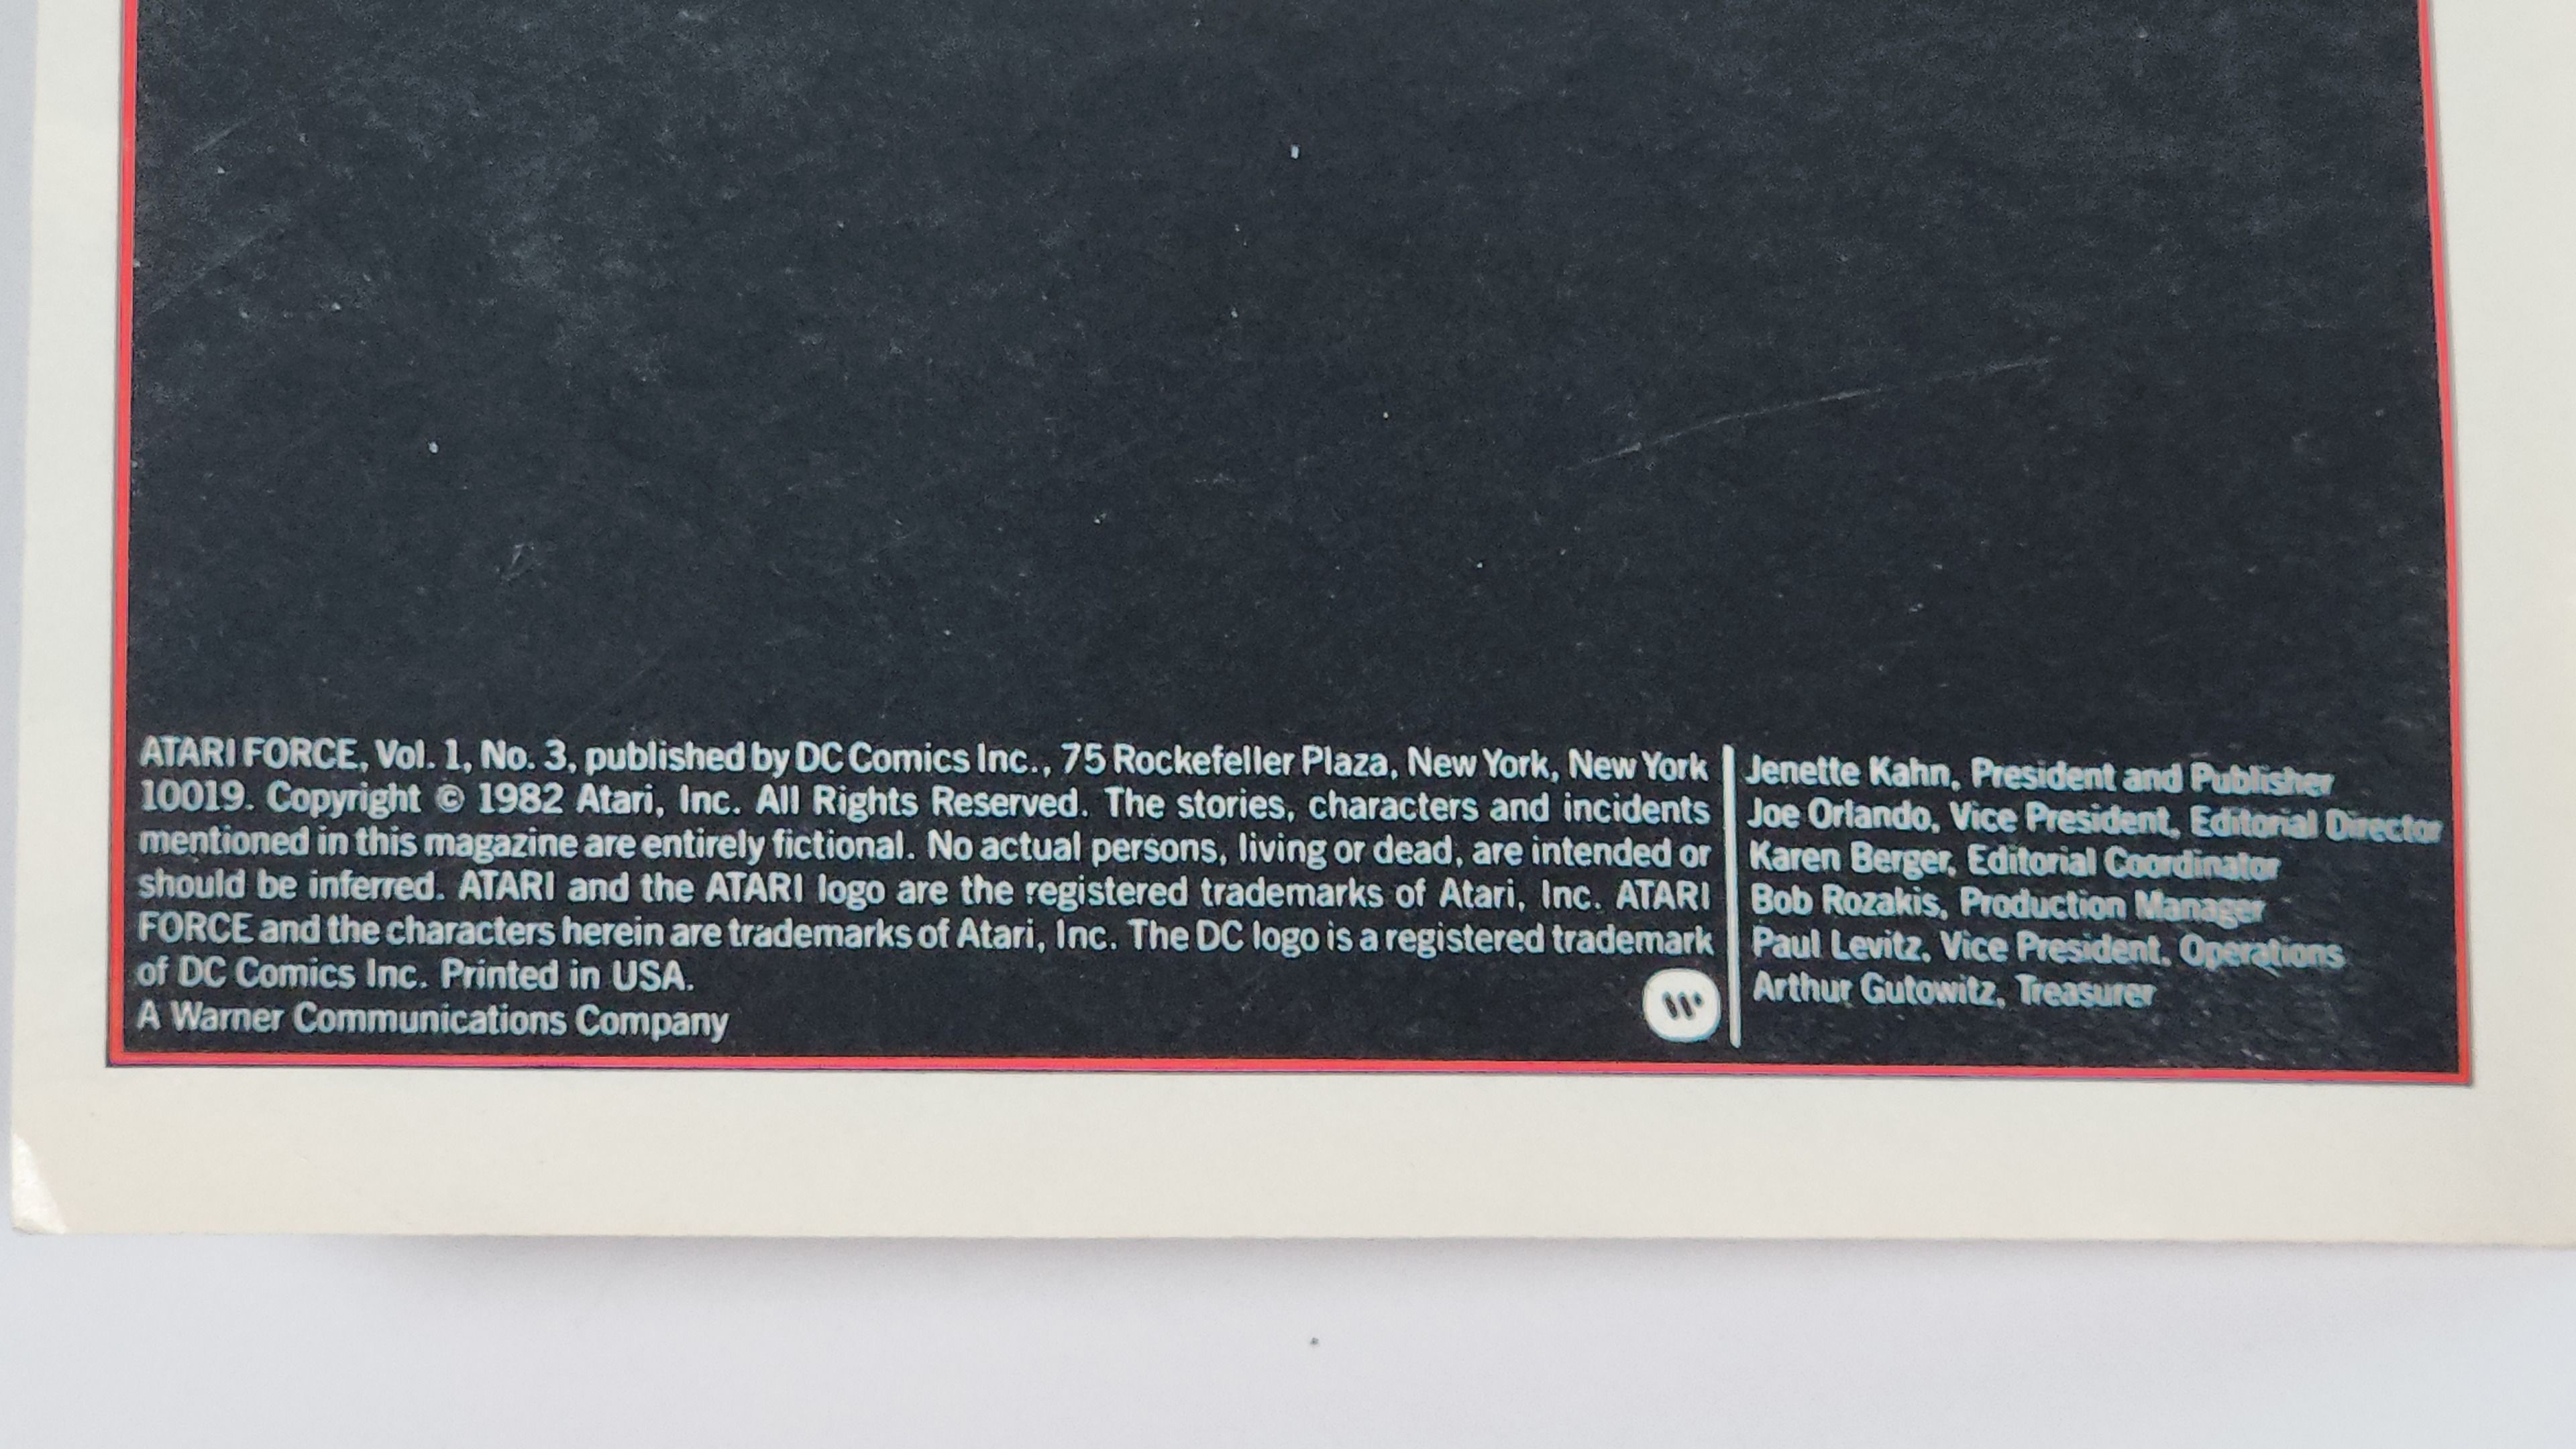 ATARI FORCE, Vol. 1, No. 3, published by DC Comics Inc., 75 Rockefeller Plaza, New York, New York
10019. Copyright © 1982 Atari, Inc. All Rights Reserved. The stories, characters and incidents
mentioned in this magazine are entirely fictional. No actual persons, living or dead, are intended or
should be inferred. ATARI and the ATARI logo are the registered trademarks of Atari, Inc. ATARI
FORCE and the characters herein are trademarks of Atari, Inc. The DC logo is a registered trademark
of DC Comics Inc. Printed in USA.
A Warner Communications Company
Jenette Kahn, President and Publisher
Joe Orlando, Vice President, Editorial Director
Karen Berger, Editorial Coordinator
Bob Rozakis, Production Manager
Paul Levitz, Vice President, Operations
Arthur Gutowitz, Treasurer